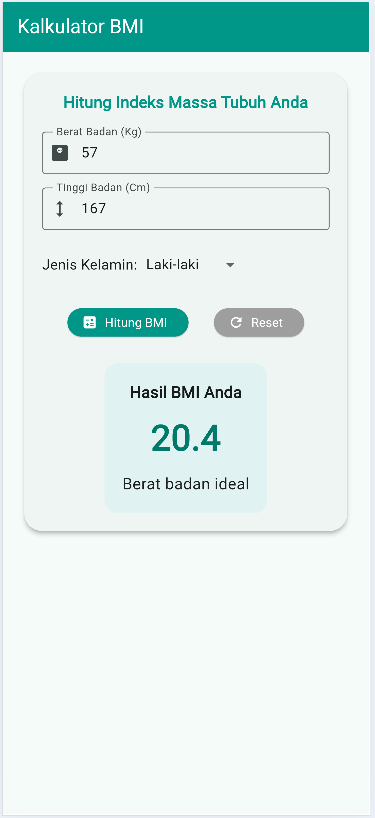 Kalkulator BMI
Hitung Indeks Massa Tubuh Anda
Berat Badan (Kg)
57
Tinggi Badan (Cm)
167
Jenis Kelamin: Laki-laki
Hitung BMI Reset
Hasil BMI Anda
20.4
Berat badan ideal